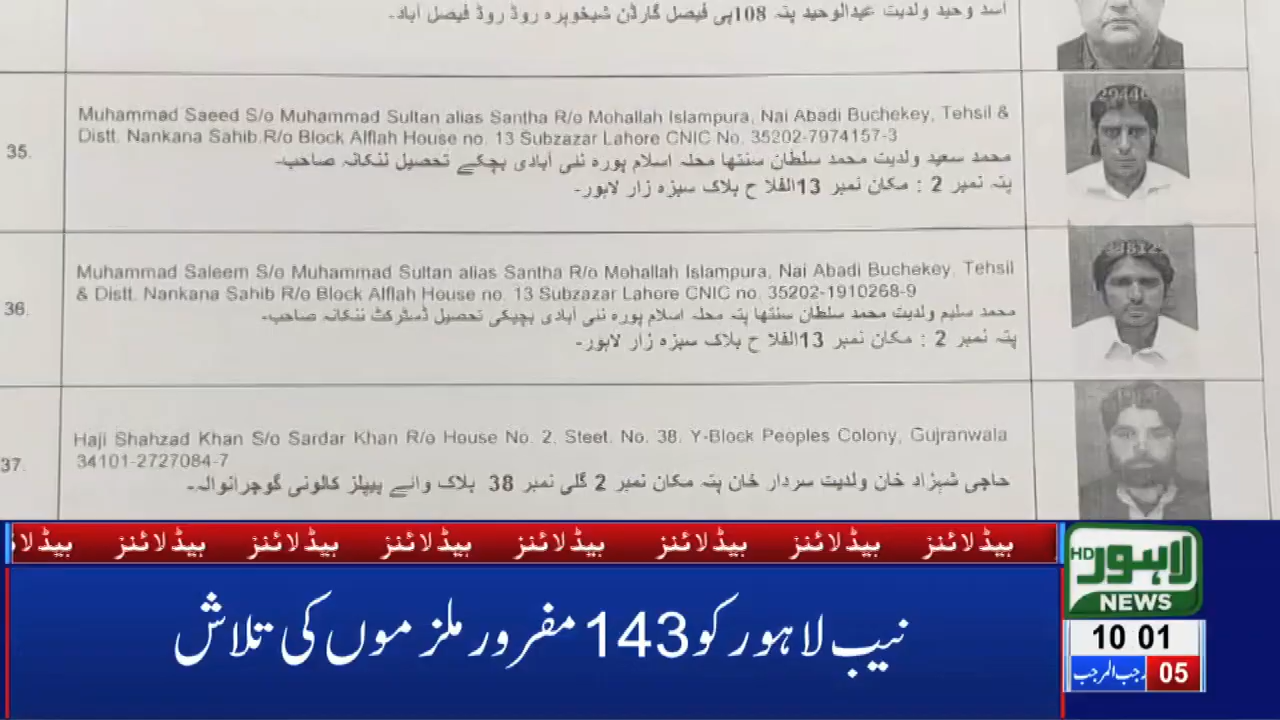 اسد وحید ولدیت عبدالوحید پتہ 108پی فیصل گارڈن شیخوپرہ روڈ روڈ فیصل آباد۔
35.
Muhammad Saeed S/o Muhammad Sultan alias Santha R/o Mohallah Islampura, Nai Abadi Buchekey, Tehsil &
Distt. Nankana Sahib.R/o Block Alflah House no. 13 Subzazar Lahore CNIC No. 35202-7974157-3
محمد سعید ولدیت محمد سلطان سنتھا محلہ اسلام پورہ نئی آبادی بچکے تحصیل ننکانہ صاحب۔
پتہ نمبر 2 : مکان نمبر 13الفلا ح بلاک سبزہ زار لاہور۔
36.
Muhammad Saleem S/o Muhammad Sultan alias Santha R/o Mohallah Islampura, Nai Abadi Buchekey, Tehsil
& Distt. Nankana Sahib R/o Block Alflah House no. 13 Subzazar Lahore CNIC no. 35202-1910268-9
محمد سلیم ولدیت محمد سلطان سنتھا پتہ محلہ اسلام پورہ نئی آبادی بچیکی تحصیل ڈسٹرکٹ ننکانہ صاحب۔
پتہ نمبر 2 : مکان نمبر 13الفلا ح بلاک سبزہ زار لاہور۔
37.
Haji Shahzad Khan S/o Sardar Khan R/o House No. 2, Steet. No. 38, Y-Block Peoples Colony, Gujranwala
34101-2727084-7
حاجی شہزاد خان ولدیت سردار خان پتہ مکان نمبر 2 گلی نمبر 38 بلاک وائے پیپلز کالونی گوجرانوالہ۔
ہیڈلائنز ہیڈلائنز ہیڈلائنز ہیڈلائنز ہیڈلائنز ہیڈلائنز ہیڈلائنز ہیڈلا
نیب لاہور کو 143 مفرور ملزموں کی تلاش
لاہور HD
NEWS
10 01
05 رجب المرجب